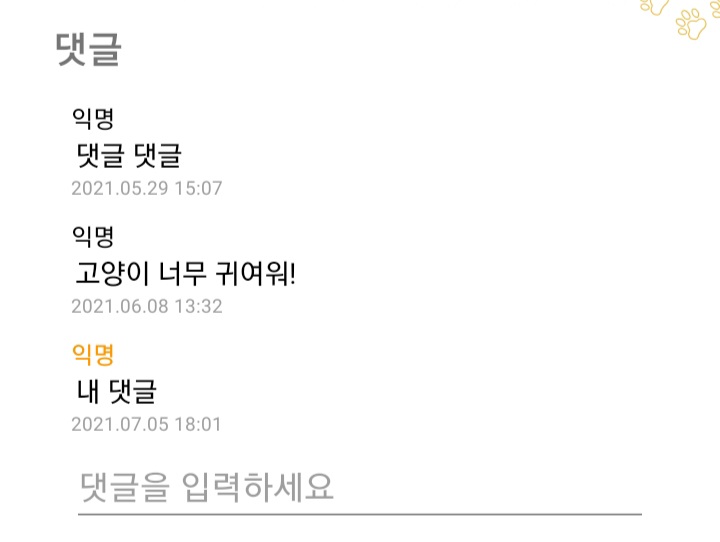 댓글
익명
댓글 댓글
2021.05.29 15:07
익명
고양이 너무 귀여워!
2021.06.08 13:32
익명
내 댓글
2021.07.05 18:01
댓글을 입력하세요